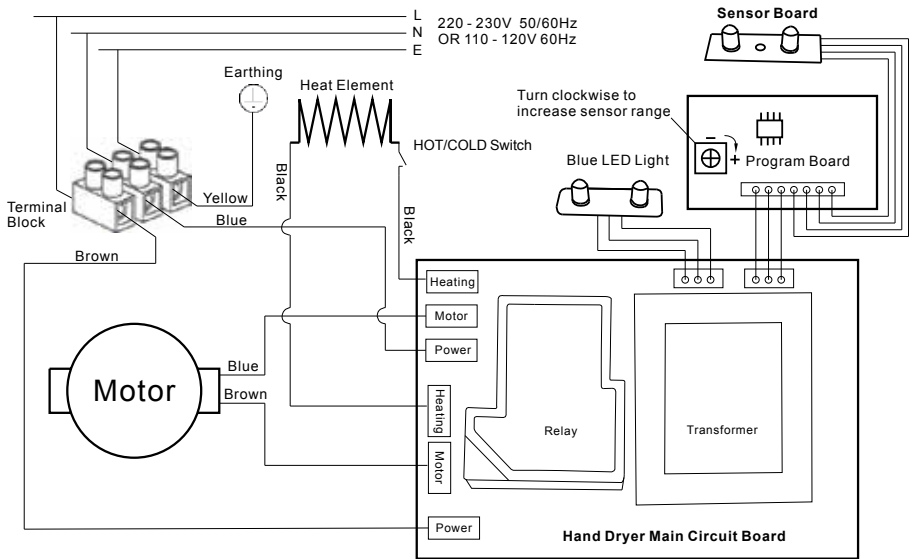 L
N
E
220 - 230V 50/60Hz
OR 110 - 120V 60Hz
Sensor Board
Earthing
Heat Element
Turn clockwise to
increase sensor range
HOT/COLD Switch
Blue LED Light
−
+
Program Board
Black
Yellow
Terminal
Block
Blue
Black
Brown
Heating
Motor
Power
Blue
Brown
Motor
Heating
Relay
Transformer
Motor
Power
Hand Dryer Main Circuit Board